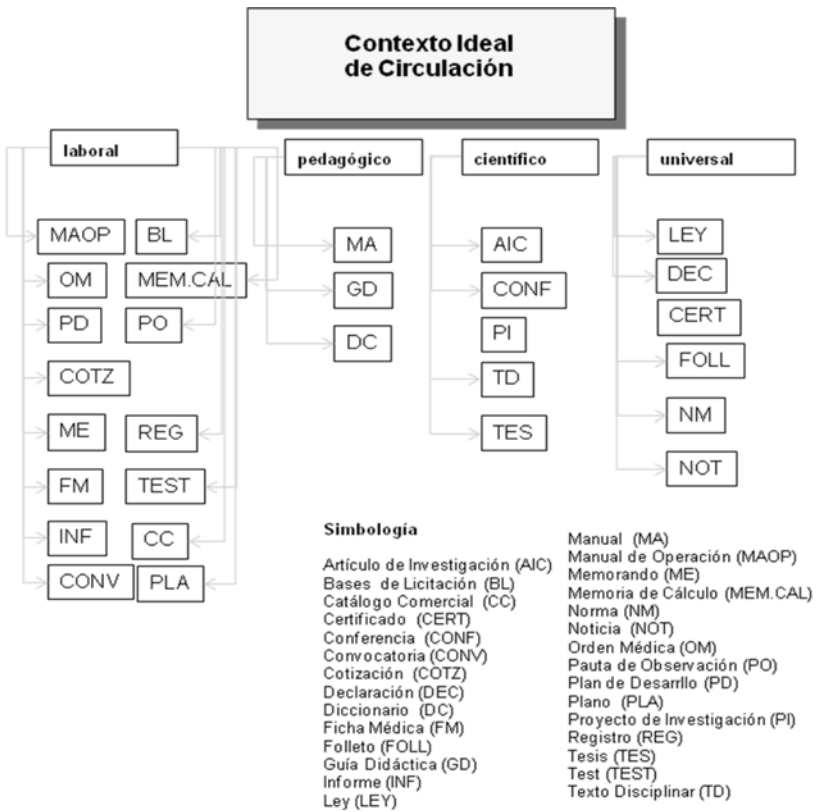 Contexto Ideal
de Circulación
laboral
pedagógico
científico
universal
MAOP
BL
OM
MEM.CAL
PD
PO
COTZ
ME
REG
FM
TEST
INF
CC
CONV
PLA
MA
GD
DC
AIC
CONF
PI
TD
TES
LEY
DEC
CERT
FOLL
NM
NOT
Simbología
Artículo de Investigación (AIC)
Bases de Licitación (BL)
Catálogo Comercial (CC)
Certificado (CERT)
Conferencia (CONF)
Convocatoria (CONV)
Cotización (COTZ)
Declaración (DEC)
Diccionario (DC)
Ficha Médica (FM)
Folleto (FOLL)
Guía Didáctica (GD)
Informe (INF)
Ley (LEY)
Manual (MA)
Manual de Operación (MAOP)
Memorando (ME)
Memoria de Cálculo (MEM.CAL)
Norma (NM)
Noticia (NOT)
Orden Médica (OM)
Pauta de Observación (PO)
Plan de Desarrllo (PD)
Plano (PLA)
Proyecto de Investigación (PI)
Registro (REG)
Tesis (TES)
Test (TEST)
Texto Disciplinar (TD)